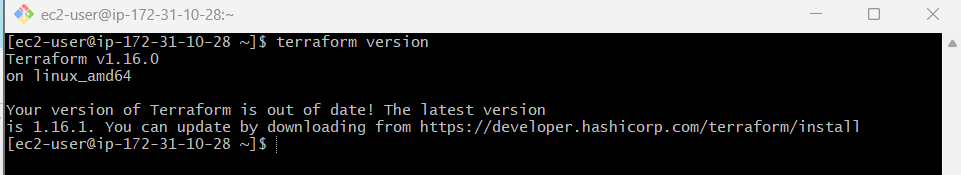 ec2-user@ip-172-31-10-28:~
[ec2-user@ip-172-31-10-28 ~]$ terraform version
Terraform v1.16.0
on linux_amd64
Your version of Terraform is out of date! The latest version
is 1.16.1. You can update by downloading from https://developer.hashicorp.com/terraform/install
[ec2-user@ip-172-31-10-28 ~]$